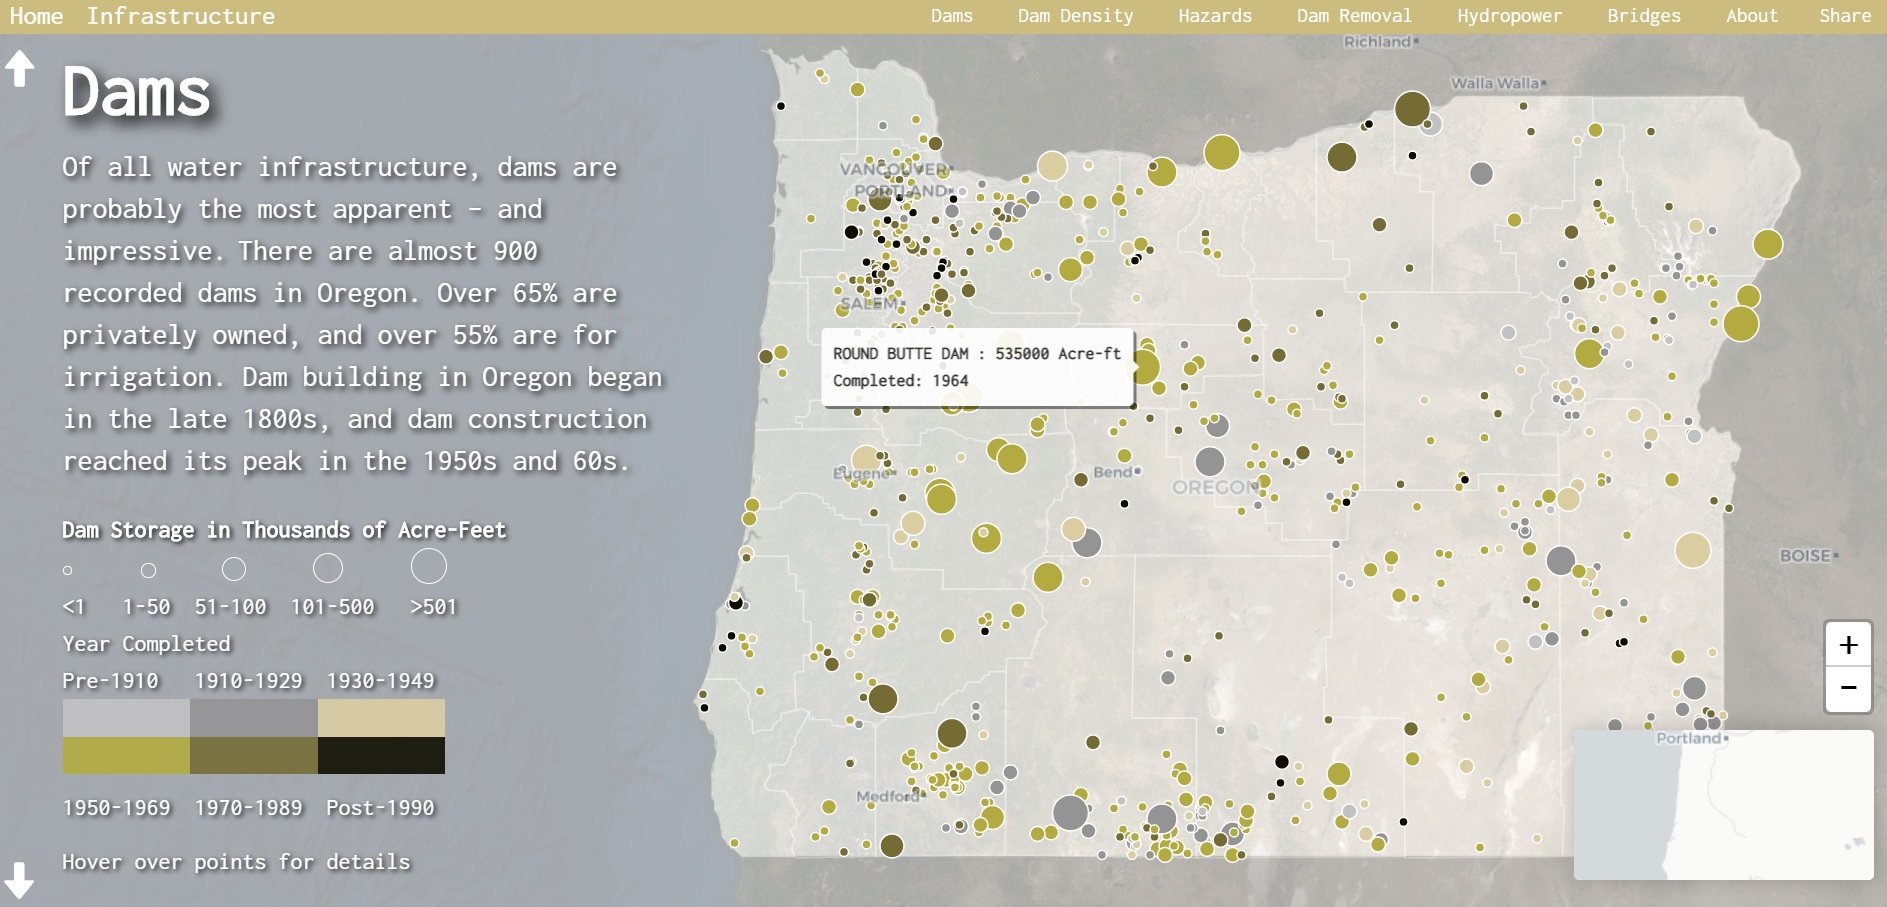 Home Infrastructure Dams Dam Density Hazards Dam Removal Hydropower Bridges About Share
Dams
Of all water infrastructure, dams are
probably the most apparent – and
impressive. There are almost 900
recorded dams in Oregon. Over 65% are
privately owned, and over 55% are for
irrigation. Dam building in Oregon began
in the late 1800s, and dam construction
reached its peak in the 1950s and 60s.
Dam Storage in Thousands of Acre-Feet
<1 1-50 51-100 101-500 >501
Year Completed
Pre-1910 1910-1929 1930-1949
1950-1969 1970-1989 Post-1990
Hover over points for details
Richland
Walla Walla
VANCOUVER
PORTLAND
SALEM
ROUND BUTTE DAM : 535000 Acre-ft
Completed: 1964
Eugene
Bend
OREGON
BOISE
Medford
+
−
Portland